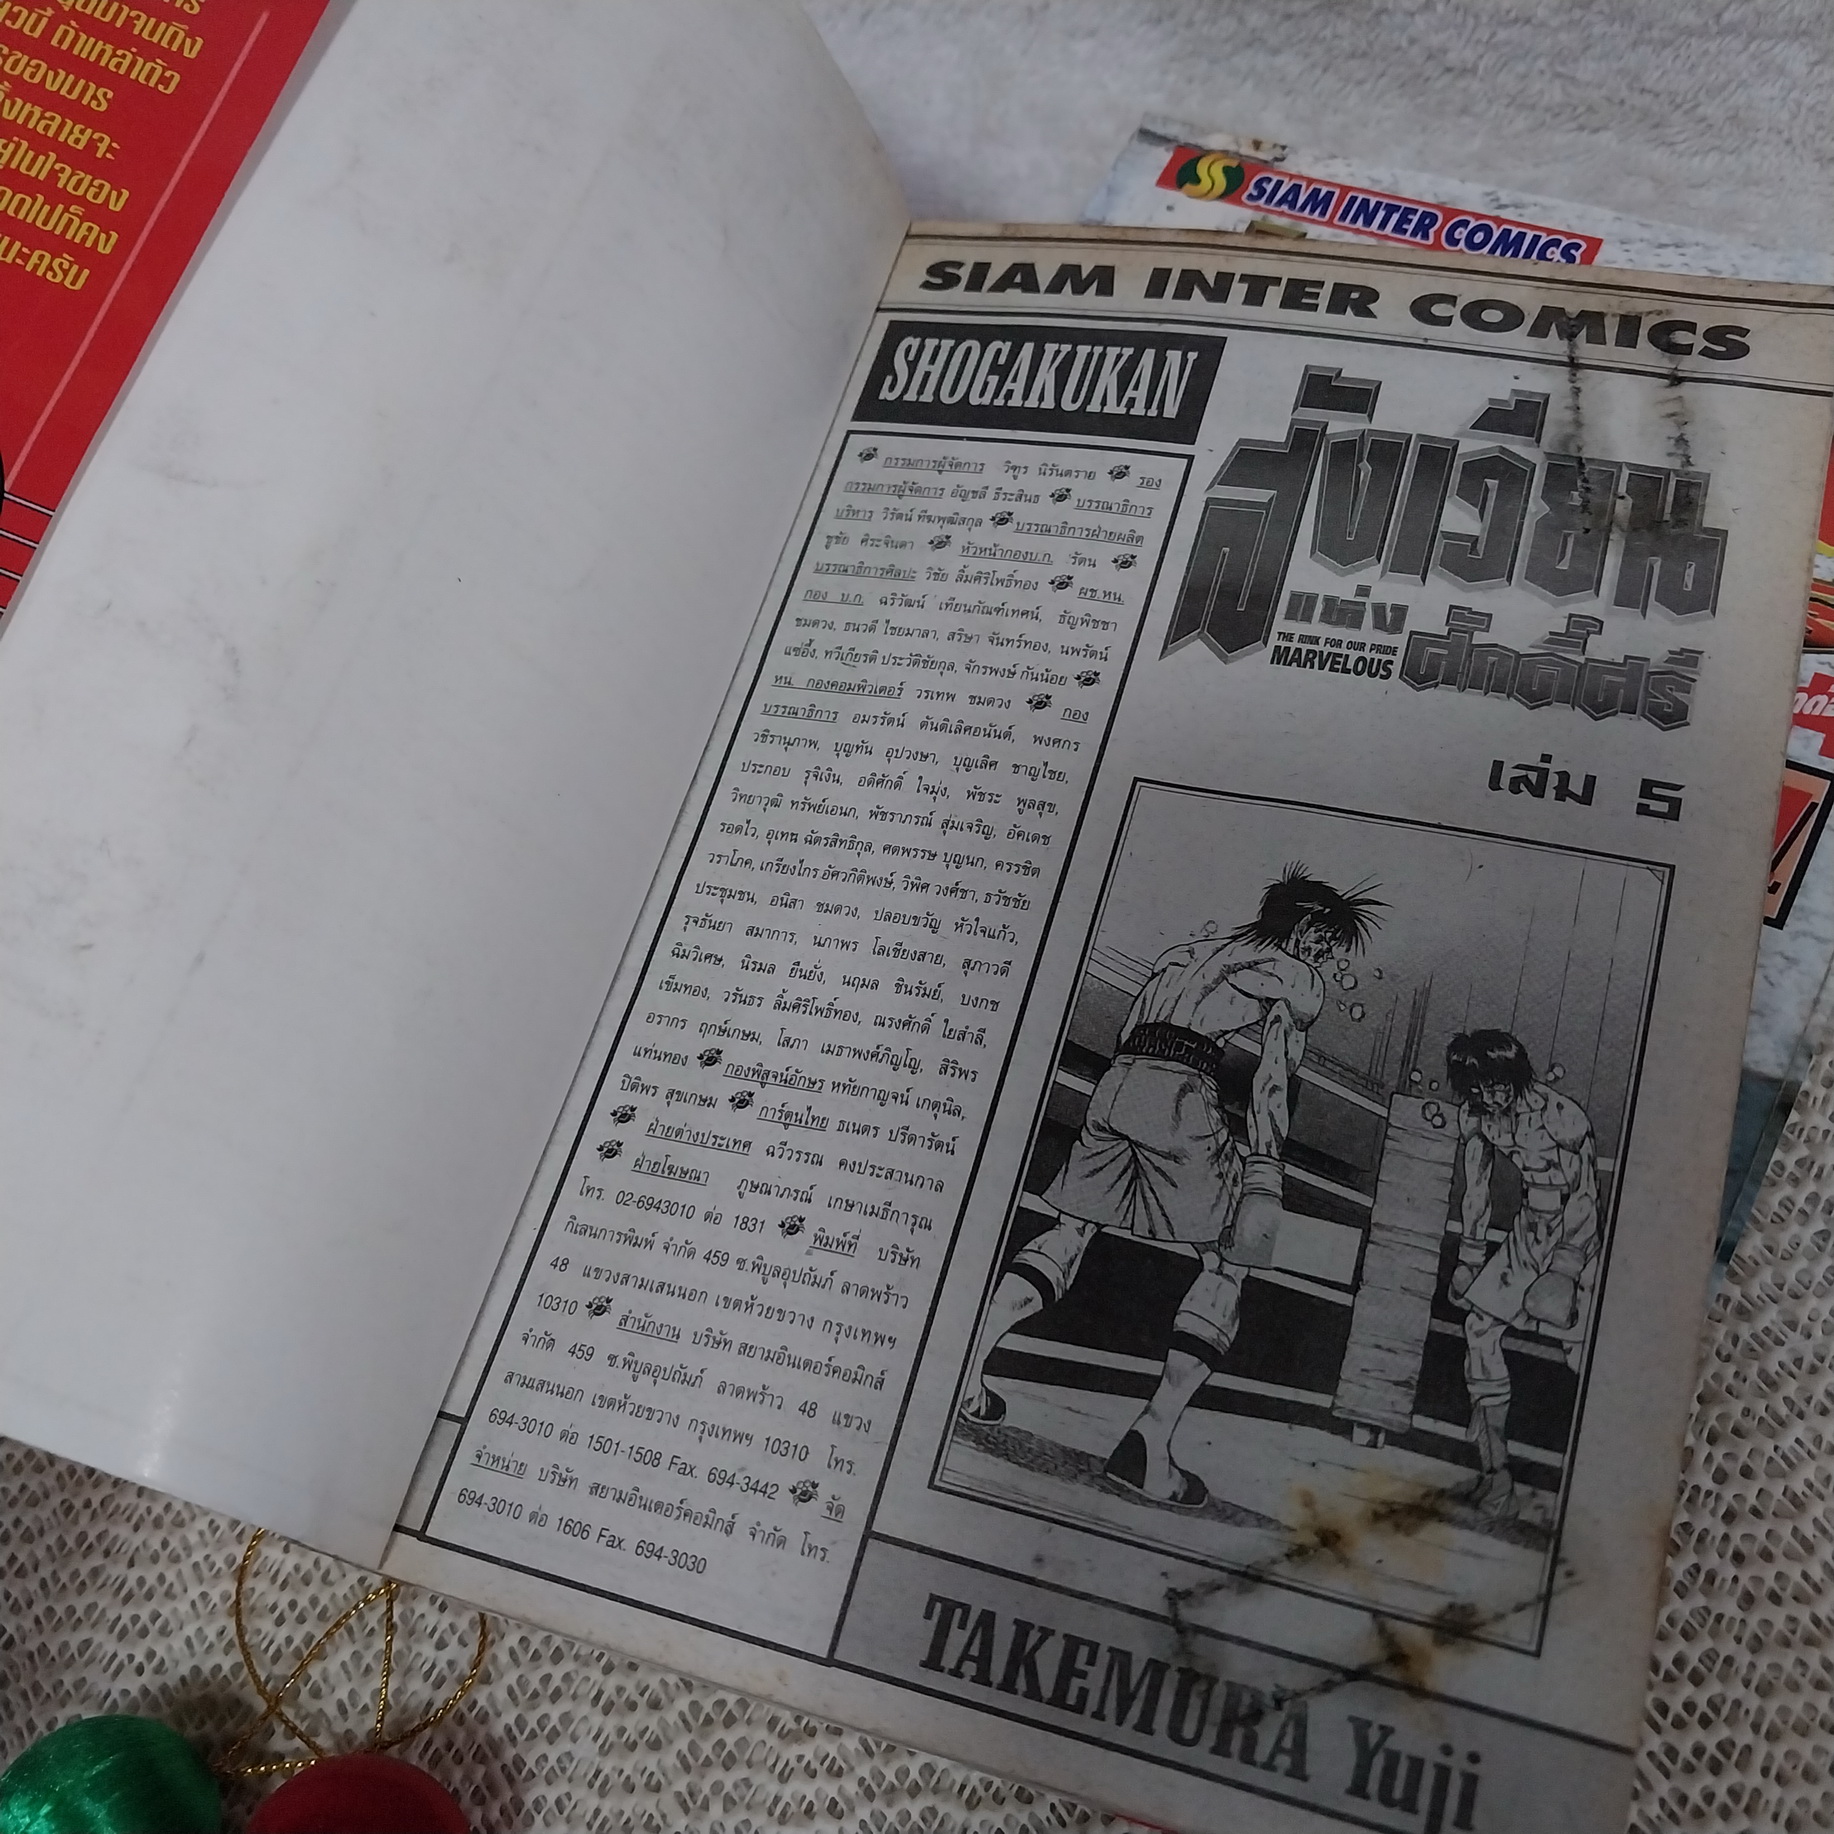 มาจนถึง
วนี้ ถ้าเหล่าตัว
ของมาร
ั้งหลายจะ
ยู่ในใจของ
ดไปก็คง
นะครับ
SIAM INTER COMICS
SIAM INTER COMICS
SHOGAKUKAN
กรรมการผู้จัดการ วิฑูร นิรันตราย รอง
กรรมการผู้จัดการ อัญชลี ธีระสินธ บรรณาธิการ
บริหาร วิรัตน์ ทีฆพุฒิสกุล บรรณาธิการฝ่ายผลิต
ชูชัย ศิระจินดา หัวหน้ากองบ.ก. รัตน
บรรณาธิการศิลปะ วิชัย ลิ้มศิริโพธิ์ทอง ผช.หน.
กอง บ.ก. ฉริวัฒน์ เทียนกัณฑ์เทศน์, ธัญพิชชา
ชมดวง, ธนวดี ไชยมาลา, สริษา จันทร์ทอง, นพรัตน์
แซ่อึ้ง, ทวีเกียรติ ประวัติชัยกุล, จักรพงษ์ กันน้อย
หน. กองคอมพิวเตอร์ วรเทพ ชมดวง กอง
บรรณาธิการ อมรรัตน์ ตันติเลิศอนันต์, พงศกร
วชิรานุภาพ, บุญทัน อุปวงษา, บุญเลิศ ชาญไชย,
ประกอบ รุจิเงิน, อดิศักดิ์ ใจมุ่ง, พัชระ พูลสุข,
วิทยาวุฒิ ทรัพย์เอนก, พัชราภรณ์ สุ่มเจริญ, อัคเดช
รอดไว, อุเทน ฉัตรสิทธิกุล, ศตพรรษ บุญนก, ครรชิต
วราโภค, เกรียงไกร อัศวกิติพงษ์, วิพิศ วงศ์ชา, ธวัชชัย
ประชุมชน, อนิสา ชมดวง, ปลอบขวัญ หัวใจแก้ว,
รุจธันยา สมาการ, นภาพร โลเชียงสาย, สุภาวดี
ฉิมวิเศษ, นิรมล ยืนยั่ง, นฤมล ชินรัมย์, บงกช
เข็มทอง, วรันธร ลิ้มศิริโพธิ์ทอง, ณรงศักดิ์ ใยสำลี,
อรากร ฤกษ์เกษม, โสภา เมธาพงศ์ภิญโญ, สิริพร
แท่นทอง กองพิสูจน์อักษร หทัยกาญจน์ เกตุนิล,
ปิติพร สุขเกษม การ์ตูนไทย ธเนตร ปรีดารัตน์
ฝ่ายต่างประเทศ ฉวีวรรณ คงประสานกาล
ฝ่ายโฆษณา ภูษณาภรณ์ เกษาเมธีการุณ
โทร. 02-6943010 ต่อ 1831 พิมพ์ที่ บริษัท
กิเลนการพิมพ์ จำกัด 459 ซ.พิบูลอุปถัมภ์ ลาดพร้าว
48 แขวงสามเสนนอก เขตห้วยขวาง กรุงเทพฯ
10310 สำนักงาน บริษัท สยามอินเตอร์คอมิกส์
จำกัด 459 ซ.พิบูลอุปถัมภ์ ลาดพร้าว 48 แขวง
สามเสนนอก เขตห้วยขวาง กรุงเทพฯ 10310 โทร.
694-3010 ต่อ 1501-1508 Fax. 694-3442 จัด
จำหน่าย บริษัท สยามอินเตอร์คอมิกส์ จำกัด โทร.
694-3010 ต่อ 1606 Fax. 694-3030
สังเวียน
แห่ง
THE RINK FOR OUR PRIDE
MARVELOUS
ศักดิ์ศรี
เล่ม 5
TAKEMURA Yuji